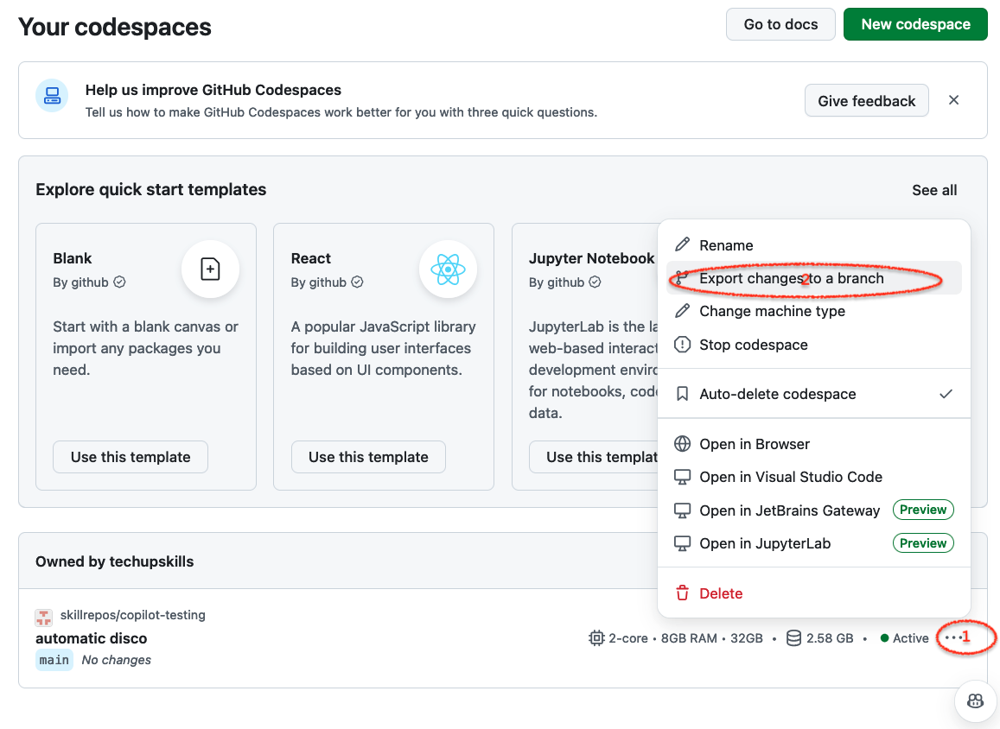 Your codespaces
Go to docs
New codespace
Help us improve GitHub Codespaces
Tell us how to make GitHub Codespaces work better for you with three quick questions.
Give feedback
Explore quick start templates
See all
Blank
By github
Start with a blank canvas or
import any packages you
need.
Use this template
React
By github
A popular JavaScript library
for building user interfaces
based on UI components.
Use this template
Jupyter Notebook
By github
JupyterLab is the la
web-based interact
development enviro
for notebooks, code
data.
Use this templat
Rename
Export changes to a branch
2
Change machine type
Stop codespace
Auto-delete codespace
Open in Browser
Open in Visual Studio Code
Open in JetBrains Gateway Preview
Open in JupyterLab Preview
Delete
Owned by techupskills
skillrepos/copilot-testing
automatic disco
main No changes
2-core • 8GB RAM • 32GB • 2.58 GB • Active ... 1